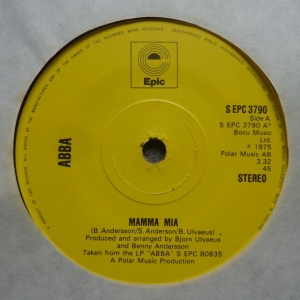 Epic
S EPC 3790
Side A
S EPC 3790 A
Bocu Music
Ltd.
℗ 1975
Polar Music AB
3.32
45
STEREO
ABBA
MAMMA MIA
(B. Andersson/S. Anderson/B. Ulvaeus)
Produced and arranged by Bjorn Ulvaeus
and Benny Andersson
Taken from the LP "ABBA" S EPC 80835
A Polar Music Production